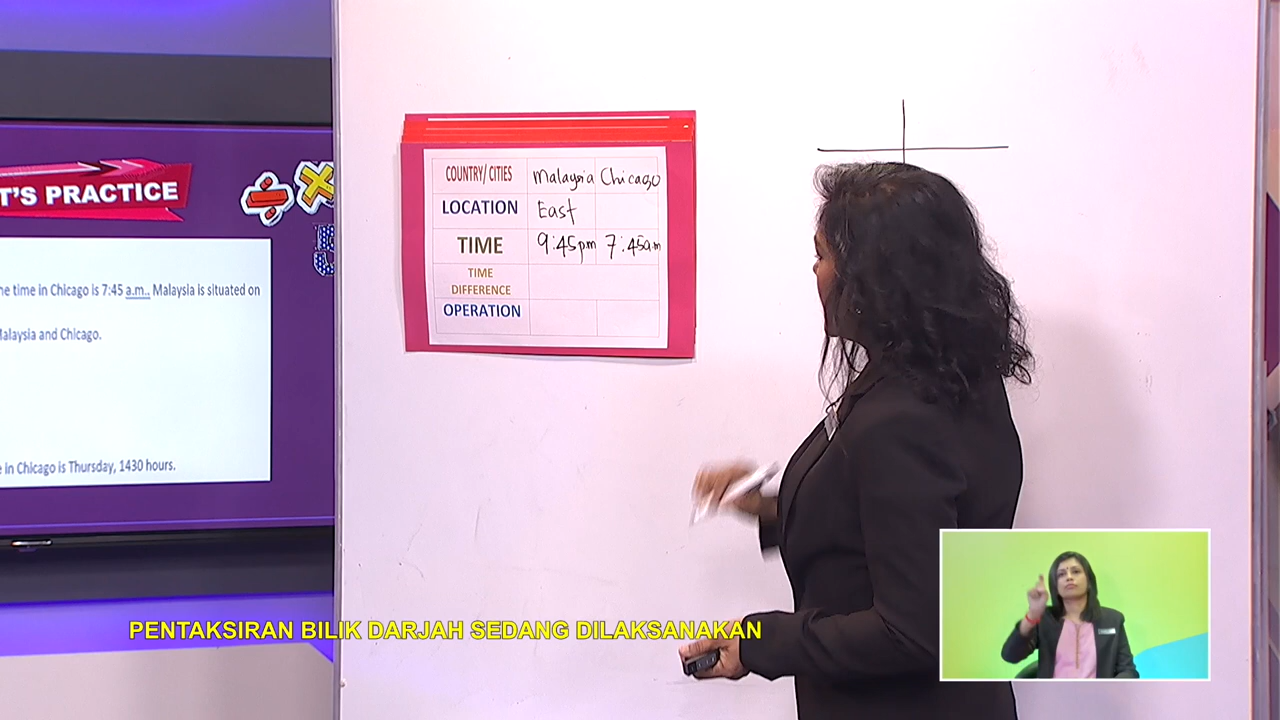 T'S PRACTICE
ne time in Chicago is 7:45 a.m.. Malaysia is situated on
Malaysia and Chicago.
e in Chicago is Thursday, 1430 hours.
COUNTRY/ CITIES Malaysia Chicago
LOCATION East
TIME 9:45pm 7:45am
TIME
DIFFERENCE
OPERATION
PENTAKSIRAN BILIK DARJAH SEDANG DILAKSANAKAN